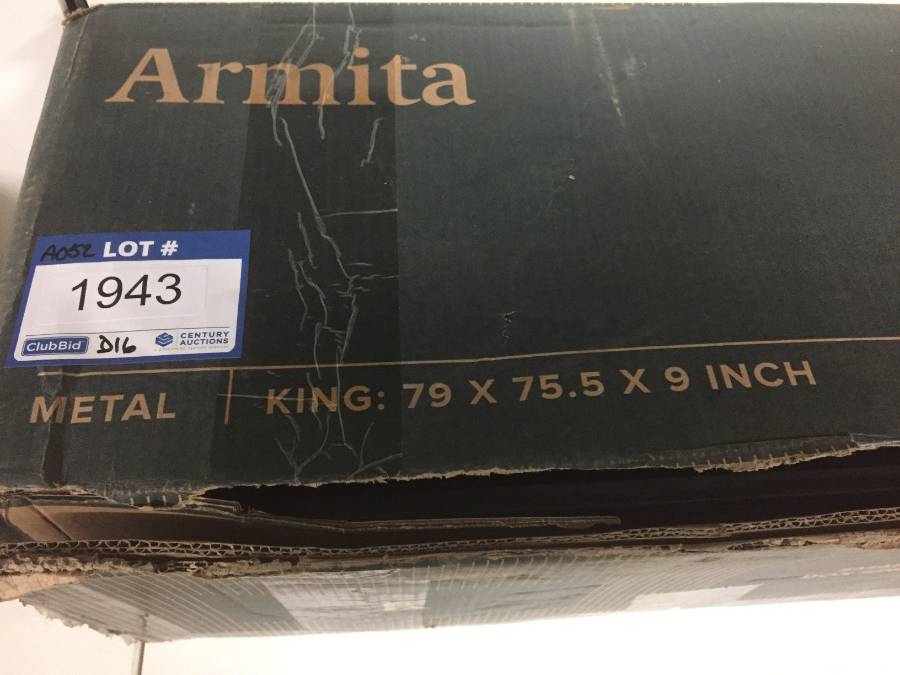 Armita
A052 LOT #
1943
ClubBid D16 CENTURY
AUCTIONS
METAL | KING: 79 X 75.5 X 9 INCH